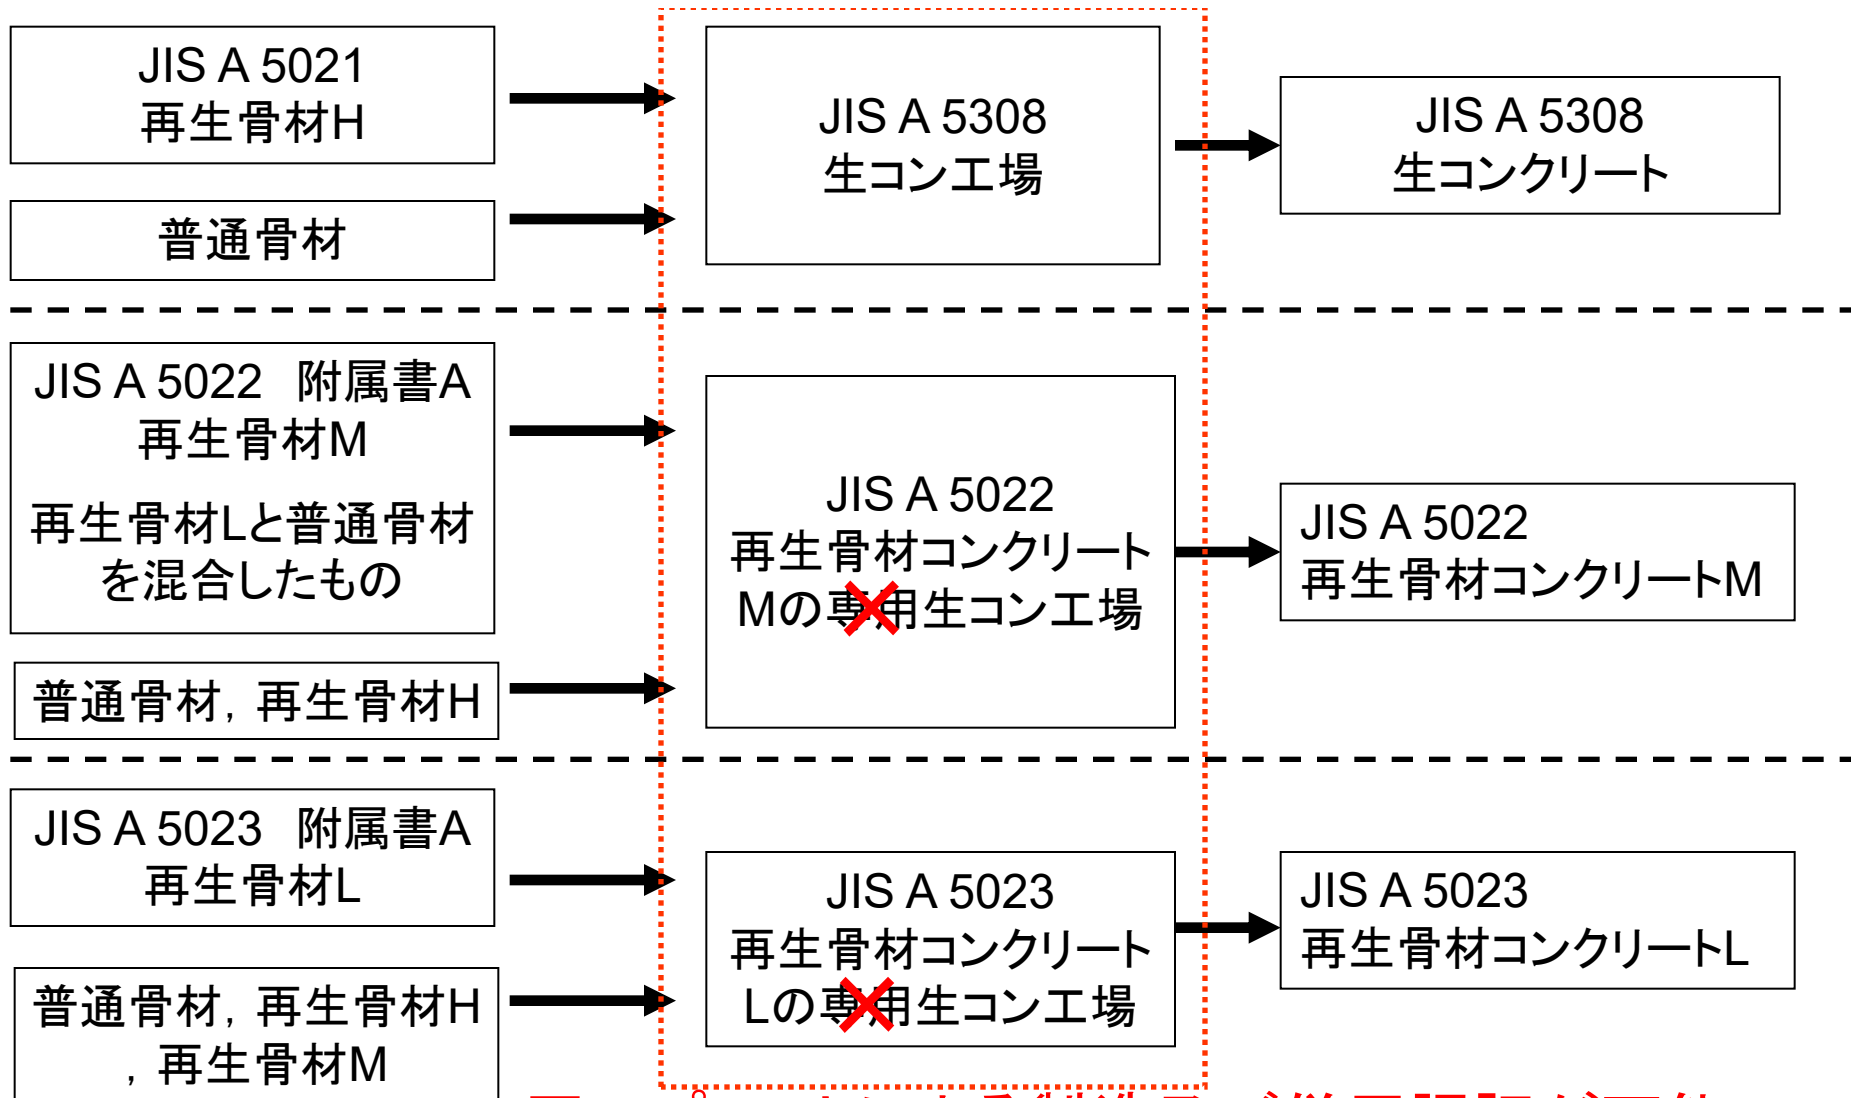 JIS A 5021
再生骨材H
普通骨材
JIS A 5308
生コン工場
JIS A 5308
生コンクリート
JIS A 5022　附属書A
再生骨材M
再生骨材Lと普通骨材
を混合したもの
普通骨材，再生骨材H
JIS A 5022
再生骨材コンクリート
Mの専用生コン工場
JIS A 5022
再生骨材コンクリートM
JIS A 5023　附属書A
再生骨材L
普通骨材，再生骨材H
，再生骨材M
JIS A 5023
再生骨材コンクリート
Lの専用生コン工場
JIS A 5023
再生骨材コンクリートL